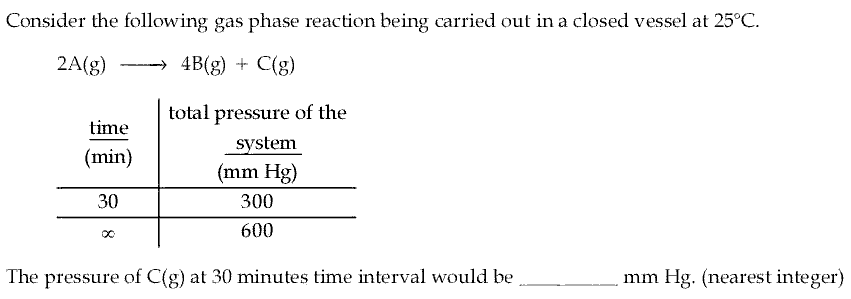 Consider the following gas phase reaction being carried out in a closed vessel at 25°C.
2A(g) ⟶ 4B(g) + C(g)
time total pressure of the
(min) system
(mm Hg)
30 300
∞ 600
The pressure of C(g) at 30 minutes time interval would be ________ mm Hg. (nearest integer)